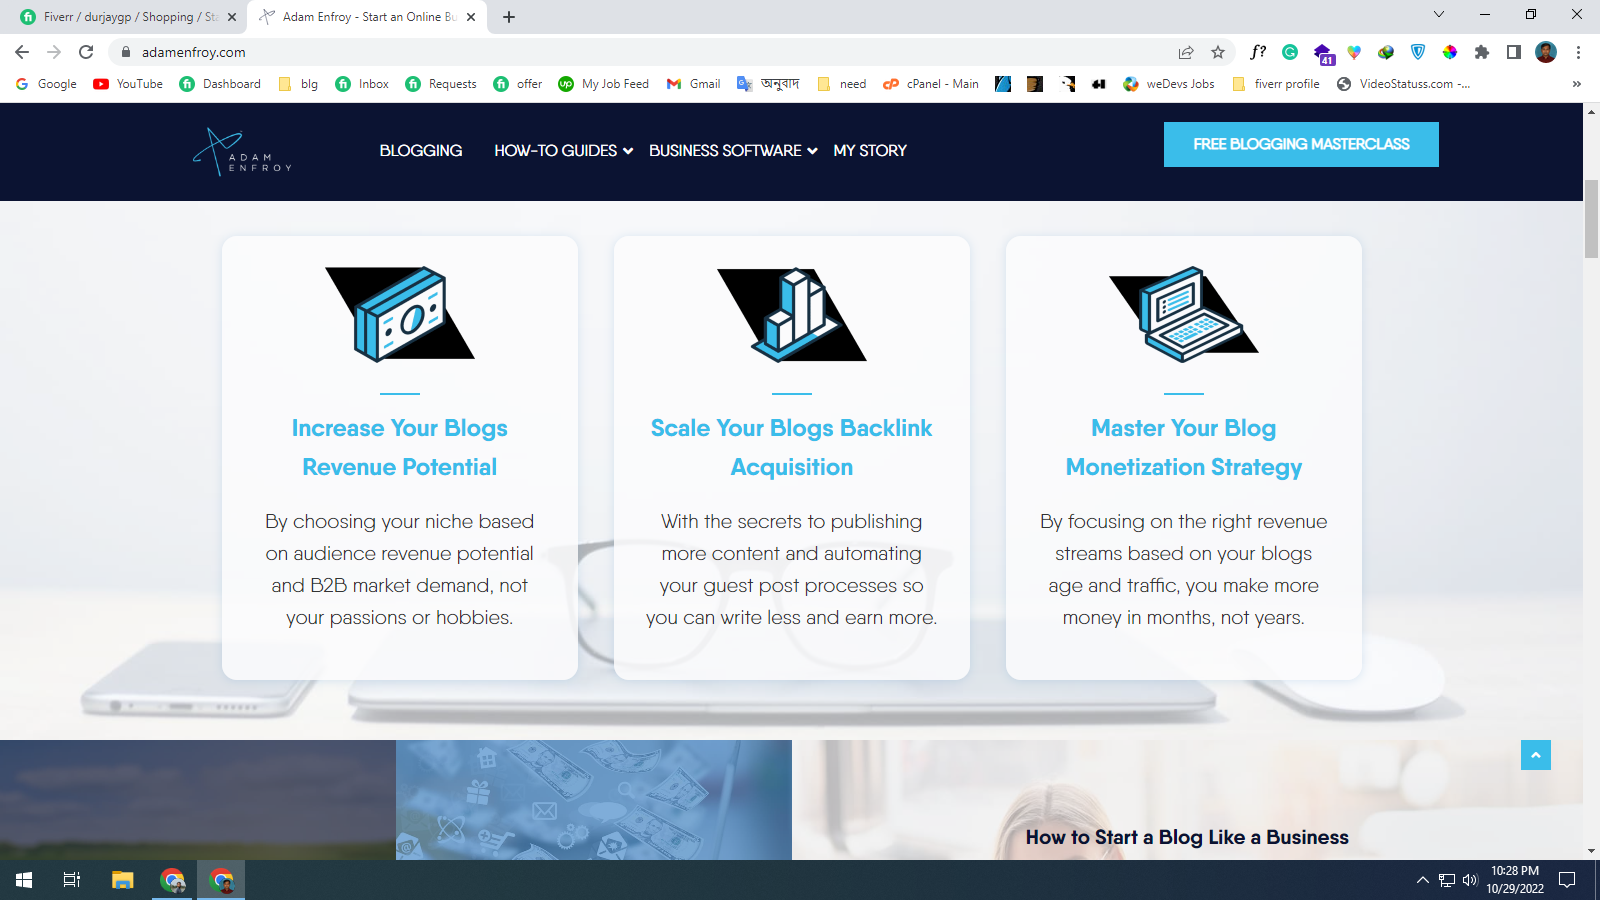 Fiverr / durjaygp / Shopping / Sta
Adam Enfroy - Start an Online Bu
adamenfroy.com
f?
41
Google
YouTube
Dashboard
blg
Inbox
Requests
offer
My Job Feed
Gmail
অনুবাদ
need
cPanel - Main
weDevs Jobs
fiverr profile
VideoStatuss.com -...
»
ADAM
ENFROY
BLOGGING
HOW-TO GUIDES
BUSINESS SOFTWARE
MY STORY
FREE BLOGGING MASTERCLASS
Increase Your Blogs
Revenue Potential
By choosing your niche based
on audience revenue potential
and B2B market demand, not
your passions or hobbies.
Scale Your Blogs Backlink
Acquisition
With the secrets to publishing
more content and automating
your guest post processes so
you can write less and earn more.
Master Your Blog
Monetization Strategy
By focusing on the right revenue
streams based on your blogs
age and traffic, you make more
money in months, not years.
How to Start a Blog Like a Business
10:28 PM
10/29/2022